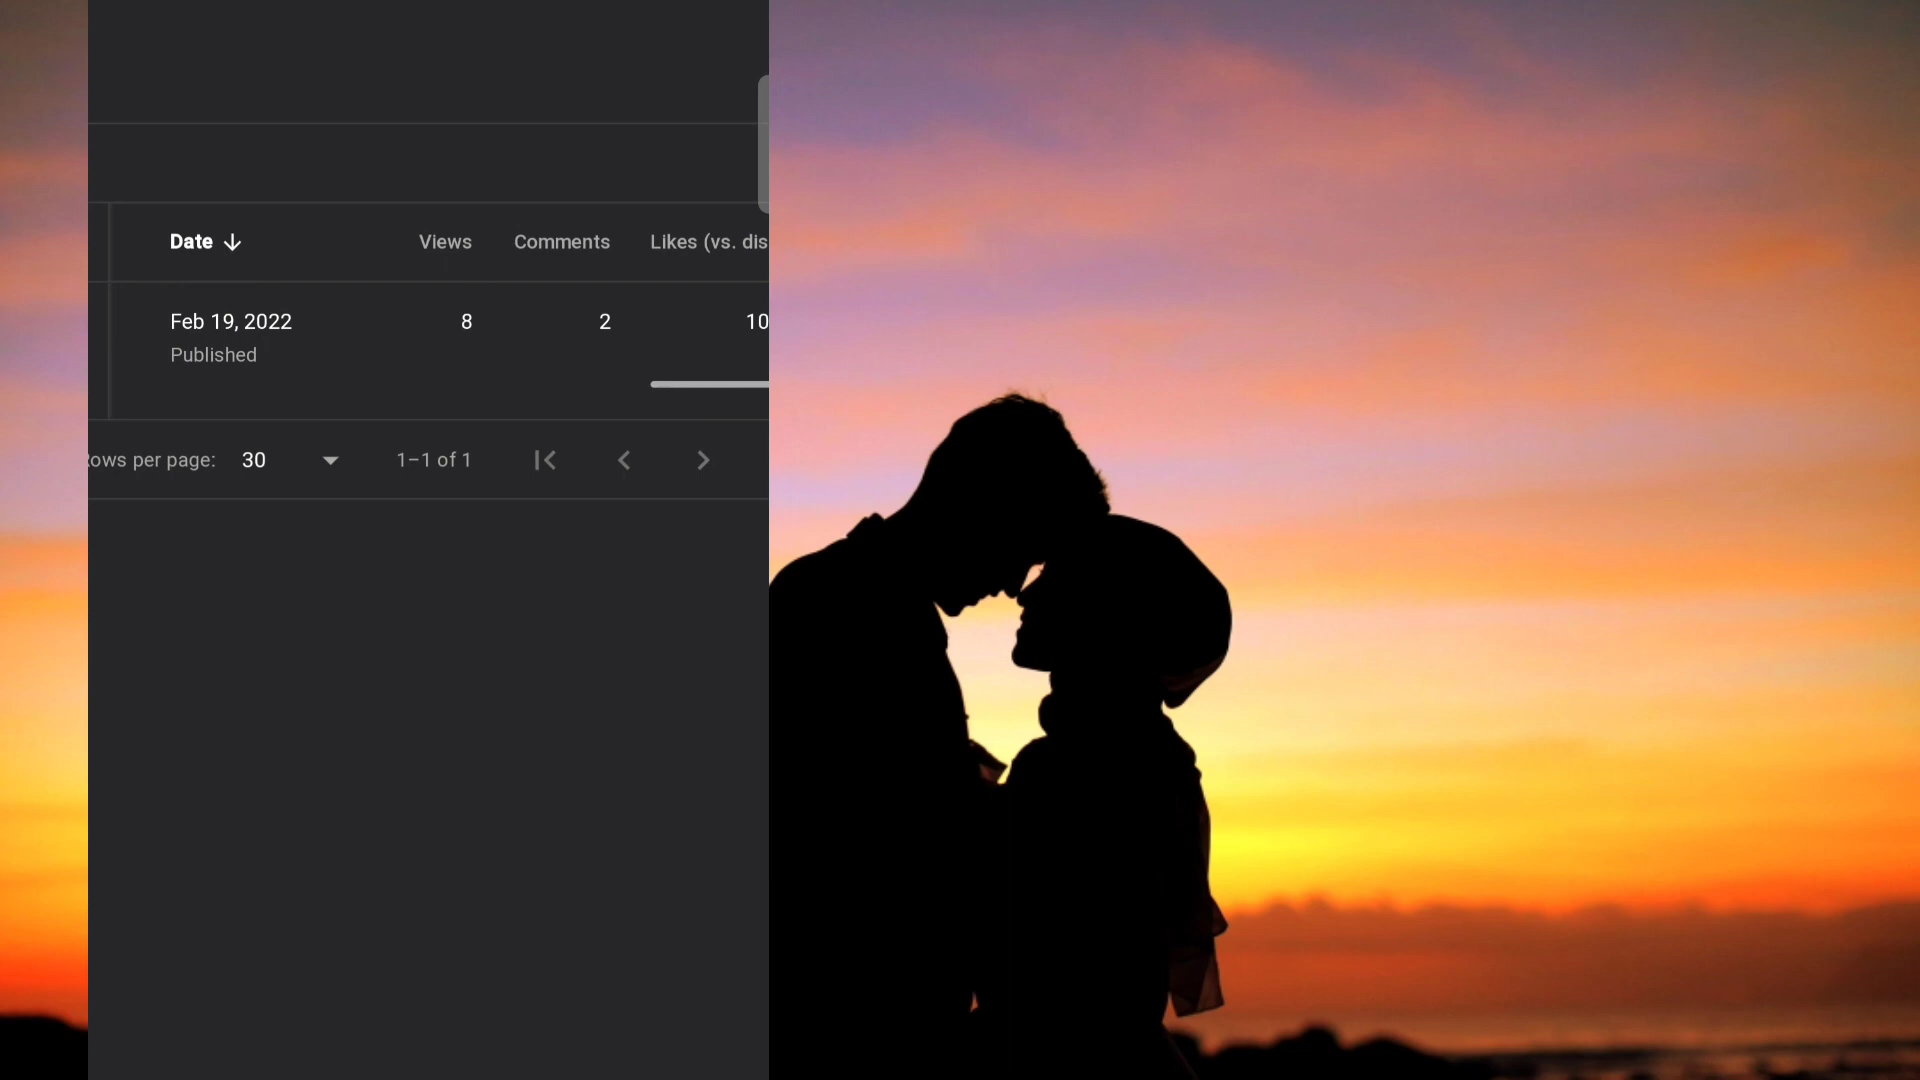 Date Views Comments Likes (vs. dis
Feb 19, 2022 8 2 10
Published
ows per page: 30 1–1 of 1